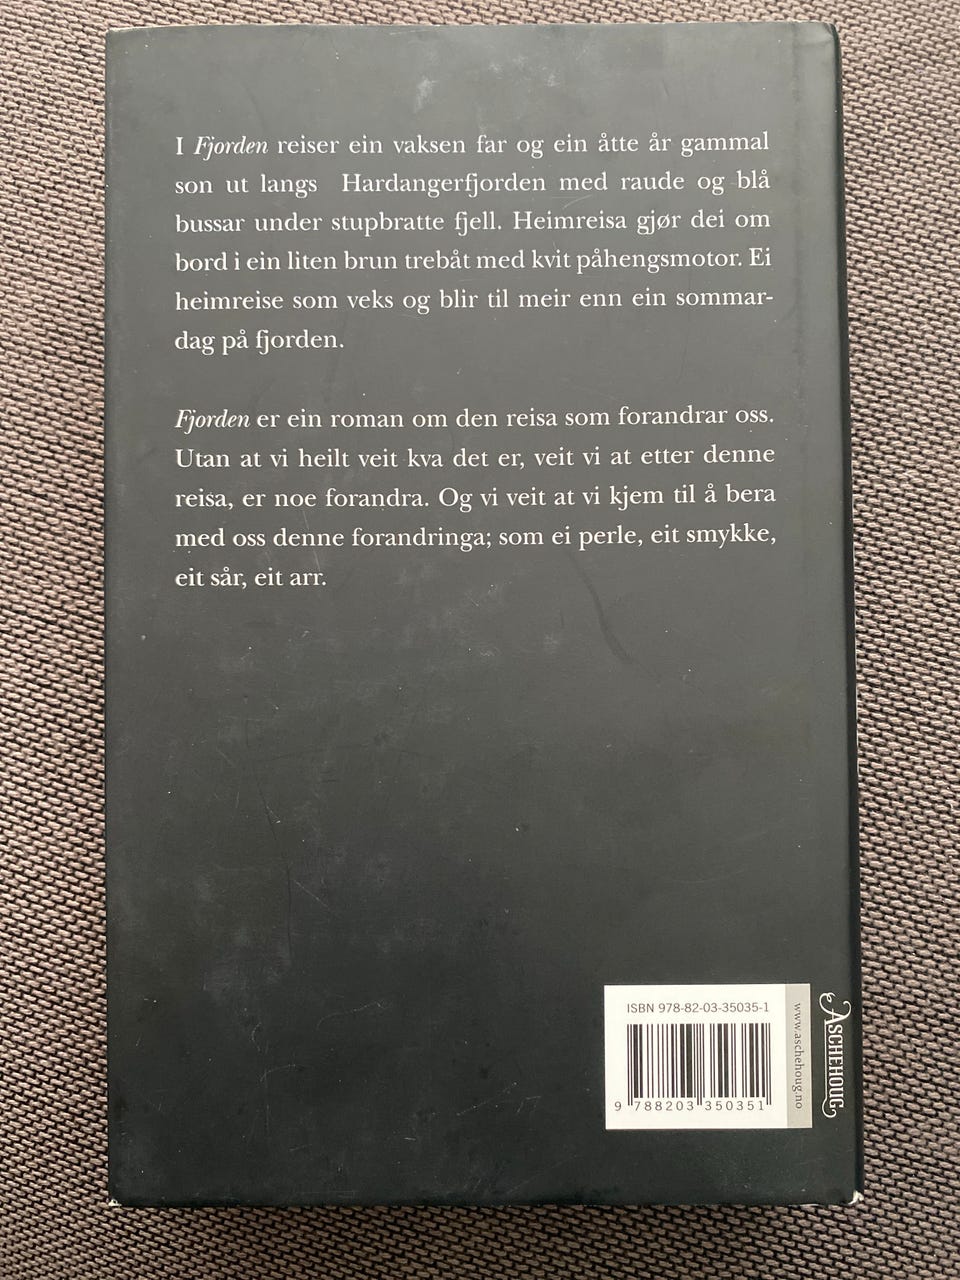 I Fjorden reiser ein vaksen far og ein åtte år gammal
son ut langs Hardangerfjorden med raude og blå
bussar under stupbratte fjell. Heimreisa gjør dei om
bord i ein liten brun trebåt med kvit påhengsmotor. Ei
heimreise som veks og blir til meir enn ein sommar-
dag på fjorden.
Fjorden er ein roman om den reisa som forandrar oss.
Utan at vi heilt veit kva det er, veit vi at etter denne
reisa, er noe forandra. Og vi veit at vi kjem til å bera
med oss denne forandringa; som ei perle, eit smykke,
eit sår, eit arr.
ISBN 978-82-03-35035-1
9 788203 350351
www.aschehoug.no
ASCHEHOUG